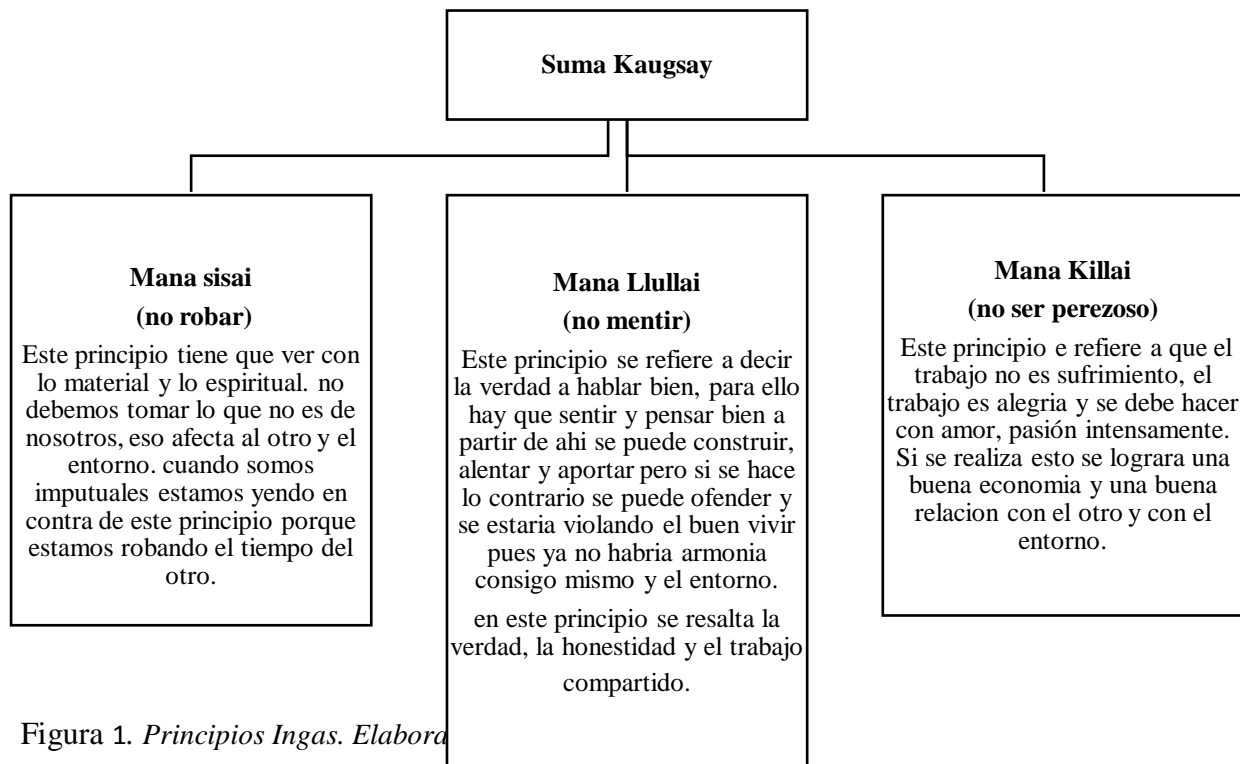 Suma Kaugsay
Mana sisai
(no robar)
Este principio tiene que ver con
lo material y lo espiritual. no
debemos tomar lo que no es de
nosotros, eso afecta al otro y el
entorno. cuando somos
imputuales estamos yendo en
contra de este principio porque
estamos robando el tiempo del
otro.
Mana Llullai
(no mentir)
Este principio se refiere a decir
la verdad a hablar bien, para ello
hay que sentir y pensar bien a
partir de ahi se puede construir,
alentar y aportar pero si se hace
lo contrario se puede ofender y
se estaria violando el buen vivir
pues ya no habria armonia
consigo mismo y el entorno.
en este principio se resalta la
verdad, la honestidad y el trabajo
compartido.
Mana Killai
(no ser perezoso)
Este principio e refiere a que el
trabajo no es sufrimiento, el
trabajo es alegria y se debe hacer
con amor, pasión intensamente.
Si se realiza esto se lograra una
buena economia y una buena
relacion con el otro y con el
entorno.
Figura 1. Principios Ingas.